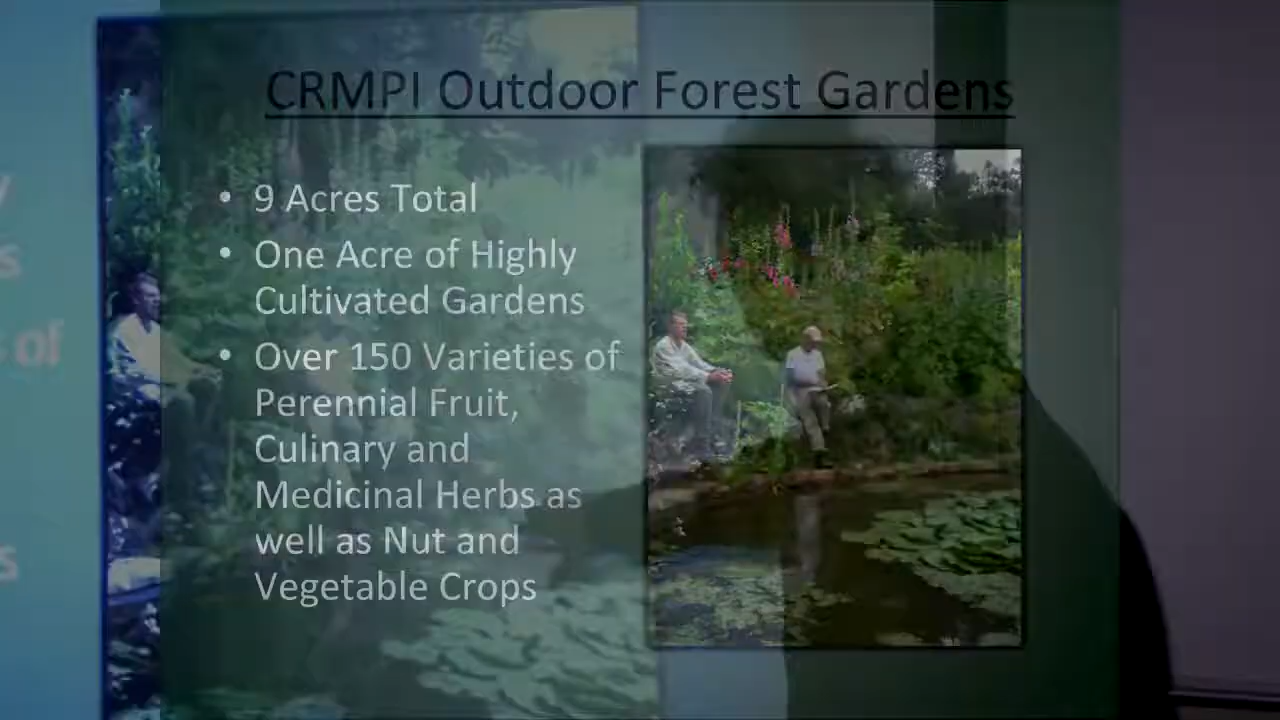 CRMPI Outdoor Forest Gardens
• 9 Acres Total
• One Acre of Highly
Cultivated Gardens
• Over 150 Varieties of
Perennial Fruit,
Culinary and
Medicinal Herbs as
well as Nut and
Vegetable Crops
of